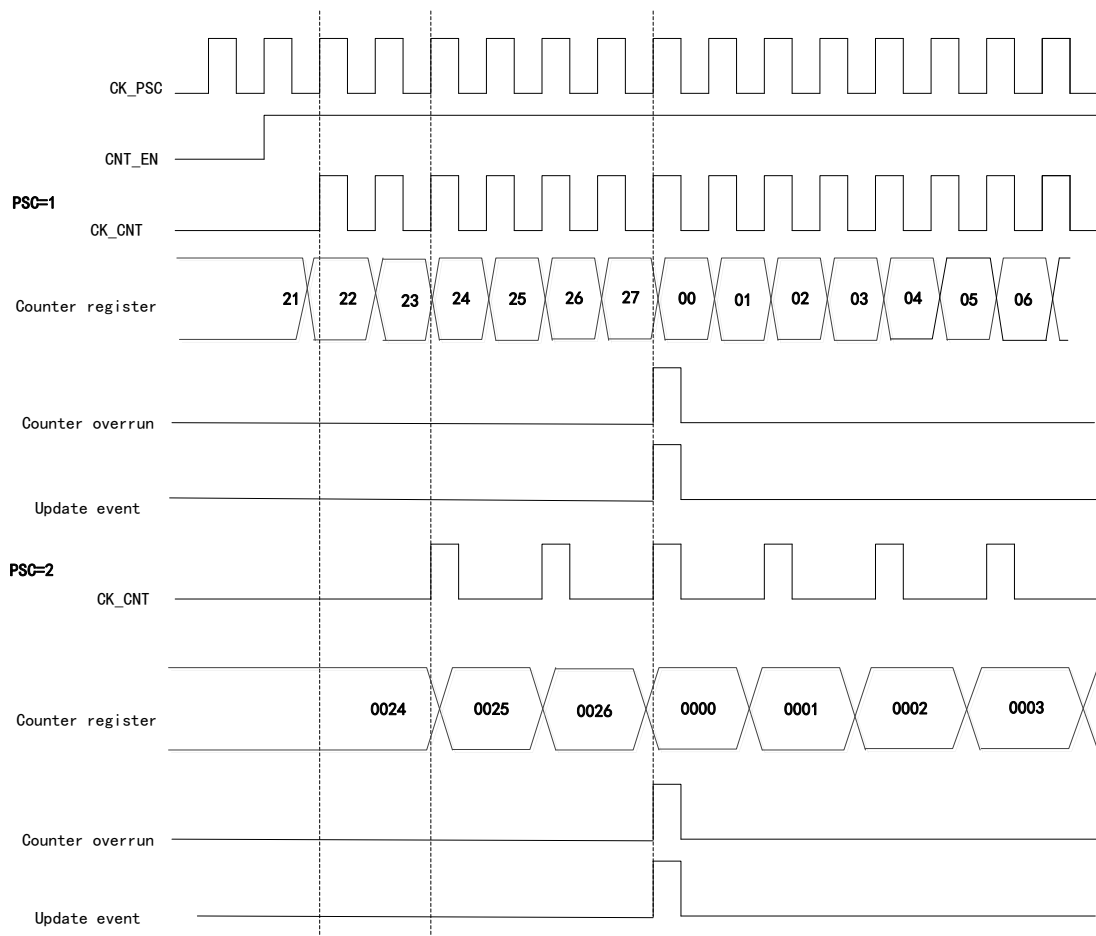 CK_PSC
CNT_EN
PSC=1
CK_CNT
Counter register
21 22 23 24 25 26 27 00 01 02 03 04 05 06
Counter overrun
Update event
PSC=2
CK_CNT
Counter register
0024 0025 0026 0000 0001 0002 0003
Counter overrun
Update event